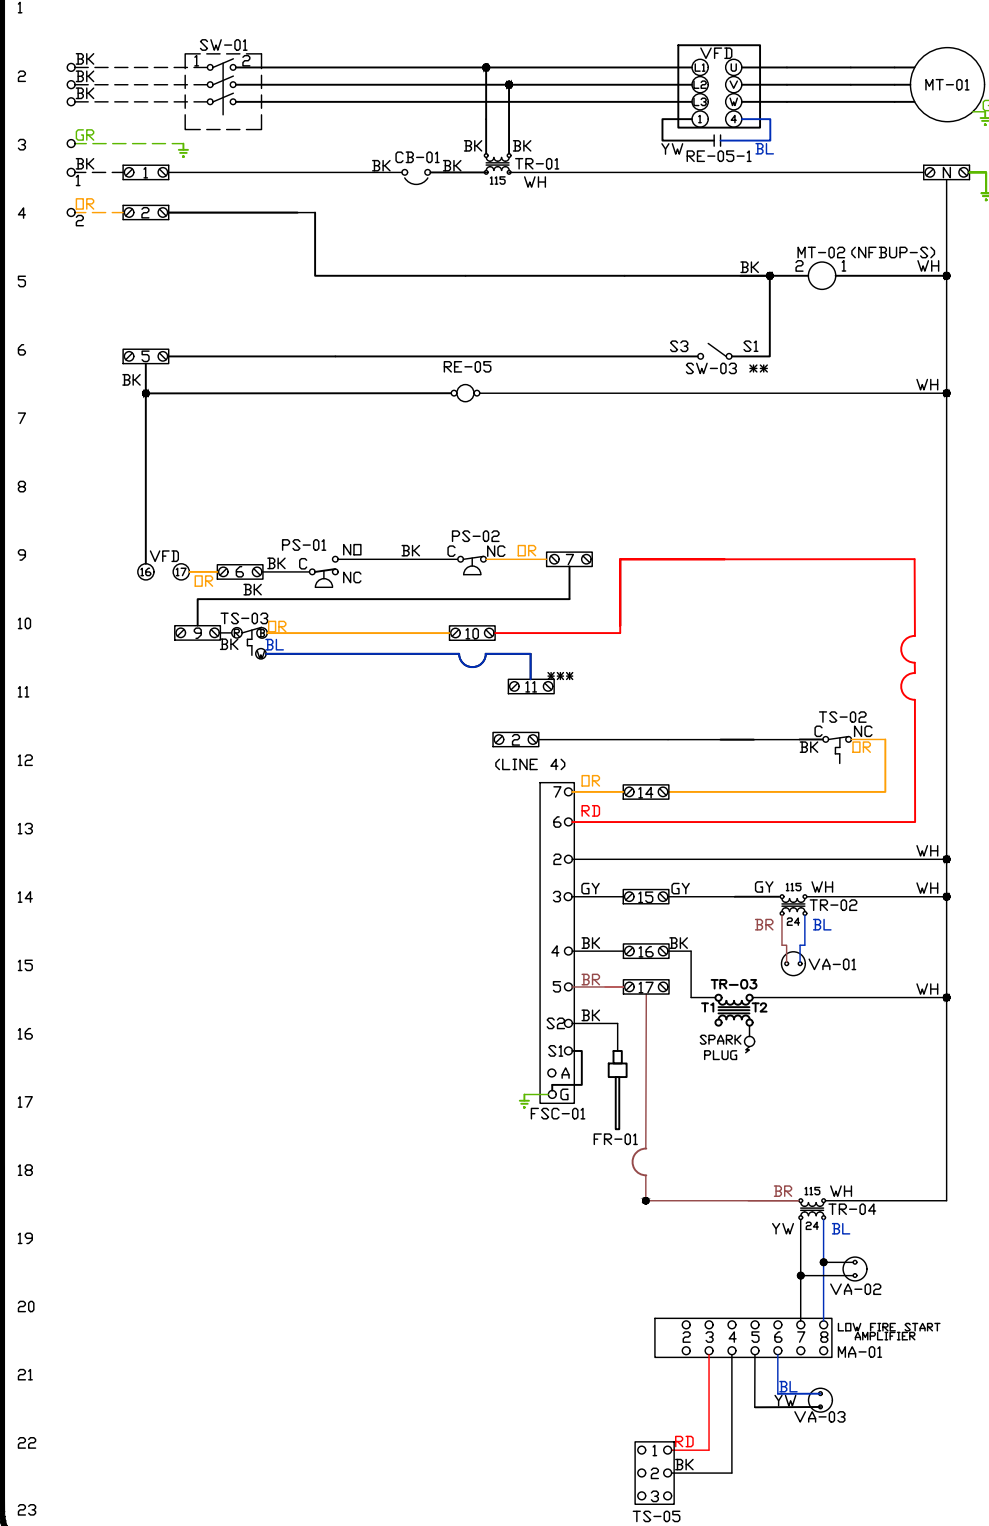 1
SW-01
VFD
BK 1 2 L1 U
2 BK L2 V MT-01
BK L3 W
1 4 G
3 GR BK BK YW RE-05-1 BL
BK 1 BK CB-01 BK TR-01 N
1 115 WH
4 OR 2
2
MT-02 (NFBUP-S)
5 BK 2 1 WH
6 5 S3 S1
BK RE-05 SW-03 ** WH
7
8
9 VFD PS-01 NO BK PS-02
C NC OR 7
16 17 OR 6 BK C NC
BK
10 TS-03
9 R B OR 10
BK W BL
11 11 ***
TS-02
2 C NC
12 (LINE 4) BK OR
7 OR 14
13 6 RD
2 WH
14 3 GY 15 GY GY 115 WH WH
TR-02
BR 24 BL
15 4 BK 16 BK VA-01
5 BR 17 TR-03 WH
T1 T2
16 S2 BK SPARK
PLUG
S1
A
17 G
FSC-01
FR-01
18
BR 115 WH
TR-04
19 YW 24 BL
VA-02
20
LOW FIRE START
AMPLIFIER
2 3 4 5 6 7 8
MA-01
21
BL
YW
VA-03
22 1 RD
2 BK
3
23 TS-05